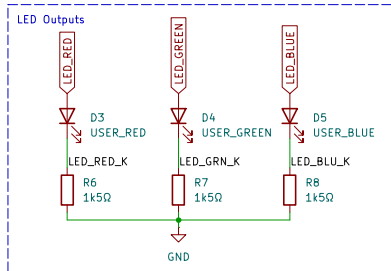 LED Outputs
LED_RED
LED_GREEN
LED_BLUE
D3
USER_RED
D4
USER_GREEN
D5
USER_BLUE
LED_RED_K
LED_GRN_K
LED_BLU_K
R6
1k5Ω
R7
1k5Ω
R8
1k5Ω
GND